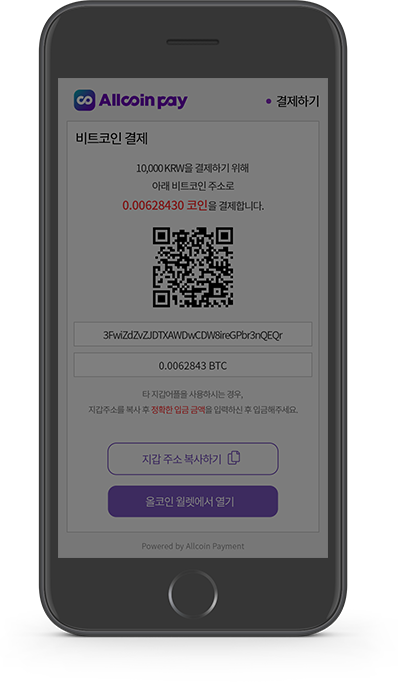 Allcoin pay
• 결제하기
비트코인 결제
10,000 KRW을 결제하기 위해
아래 비트코인 주소로
0.00628430 코인을 결제합니다.
3FwiZdZvZJDTXAWDwCDW8ireGPbr3nQEQr
0.0062843 BTC
타 지갑어플을 사용하시는 경우,
지갑주소를 복사 후 정확한 입금 금액을 입력하신 후 입금해주세요.
지갑 주소 복사하기
올코인 월렛에서 열기
Powered by Allcoin Payment